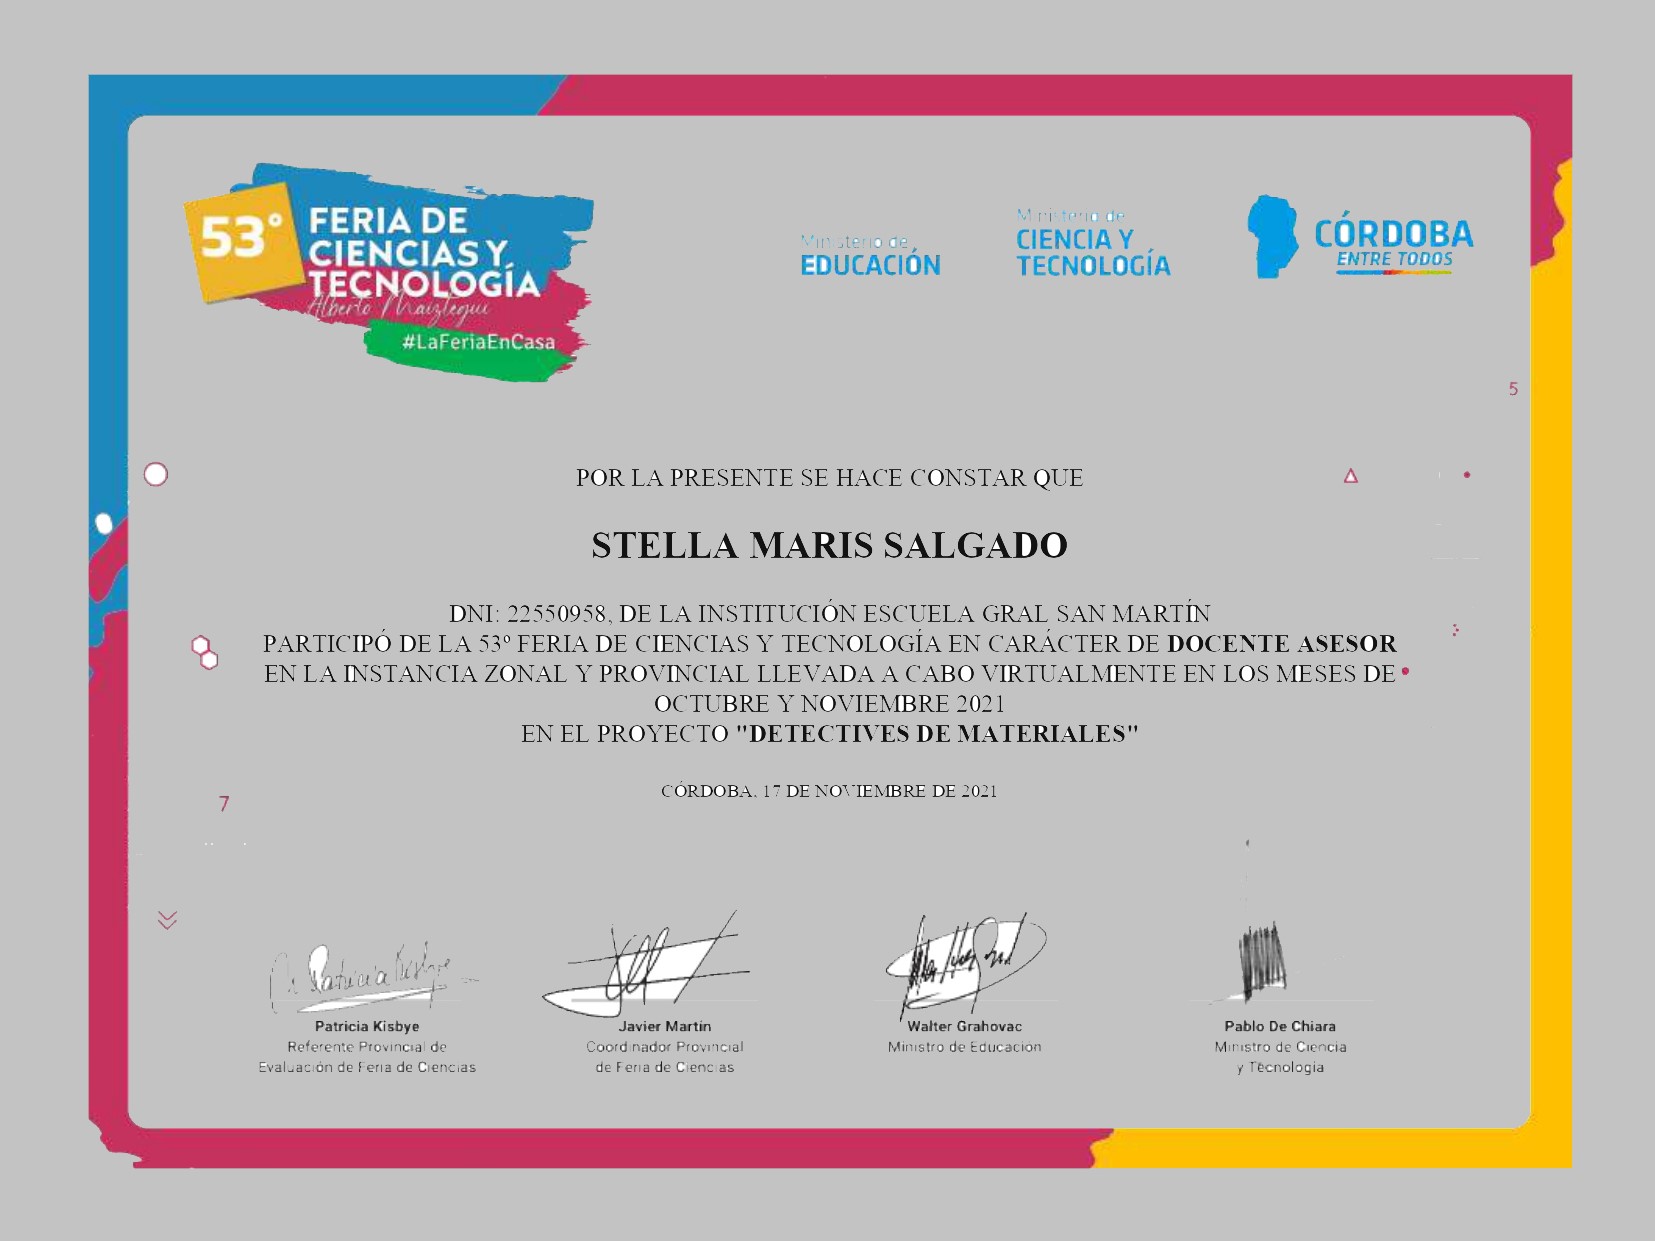 53°
FERIA DE
CIENCIAS Y
TECNOLOGÍA
Alberto Maiztegui
#LaFeriaEnCasa
Ministerio de
EDUCACIÓN
Ministerio de
CIENCIA Y
TECNOLOGÍA
CÓRDOBA
ENTRE TODOS
5
POR LA PRESENTE SE HACE CONSTAR QUE
STELLA MARIS SALGADO
DNI: 22550958, DE LA INSTITUCIÓN ESCUELA GRAL SAN MARTÍN
PARTICIPÓ DE LA 53º FERIA DE CIENCIAS Y TECNOLOGÍA EN CARÁCTER DE DOCENTE ASESOR
EN LA INSTANCIA ZONAL Y PROVINCIAL LLEVADA A CABO VIRTUALMENTE EN LOS MESES DE
OCTUBRE Y NOVIEMBRE 2021
EN EL PROYECTO "DETECTIVES DE MATERIALES"
CÓRDOBA, 17 DE NOVIEMBRE DE 2021
7
Patricia Kisbye
Patricia Kisbye
Referente Provincial de
Evaluación de Feria de Ciencias
Javier Martín
Coordinador Provincial
de Feria de Ciencias
Walter Grahovac
Ministro de Educación
Pablo De Chiara
Ministro de Ciencia
y Tecnología